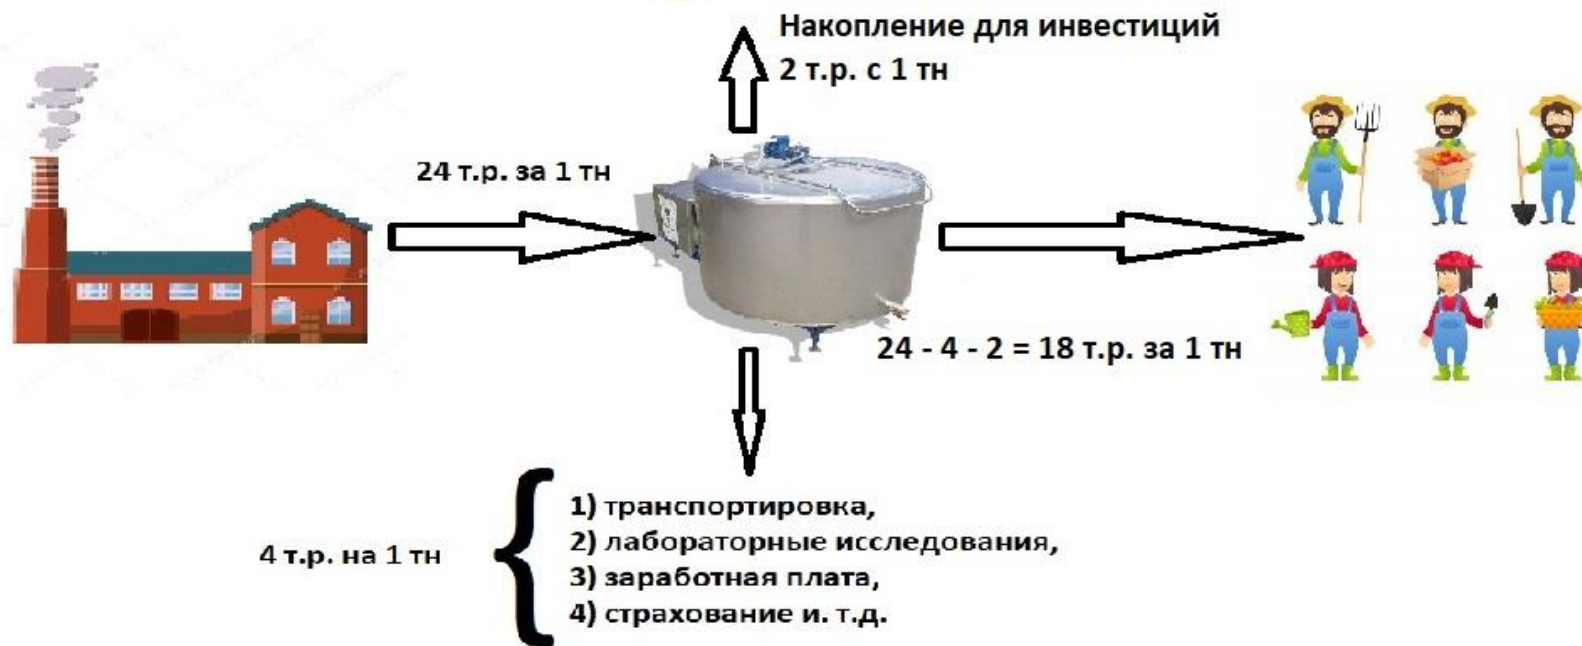 Накопление для инвестиций
2 т.р. с 1 тн
24 т.р. за 1 тн
24 - 4 - 2 = 18 т.р. за 1 тн
4 т.р. на 1 тн
1) транспортировка,
2) лабораторные исследования,
3) заработная плата,
4) страхование и. т.д.